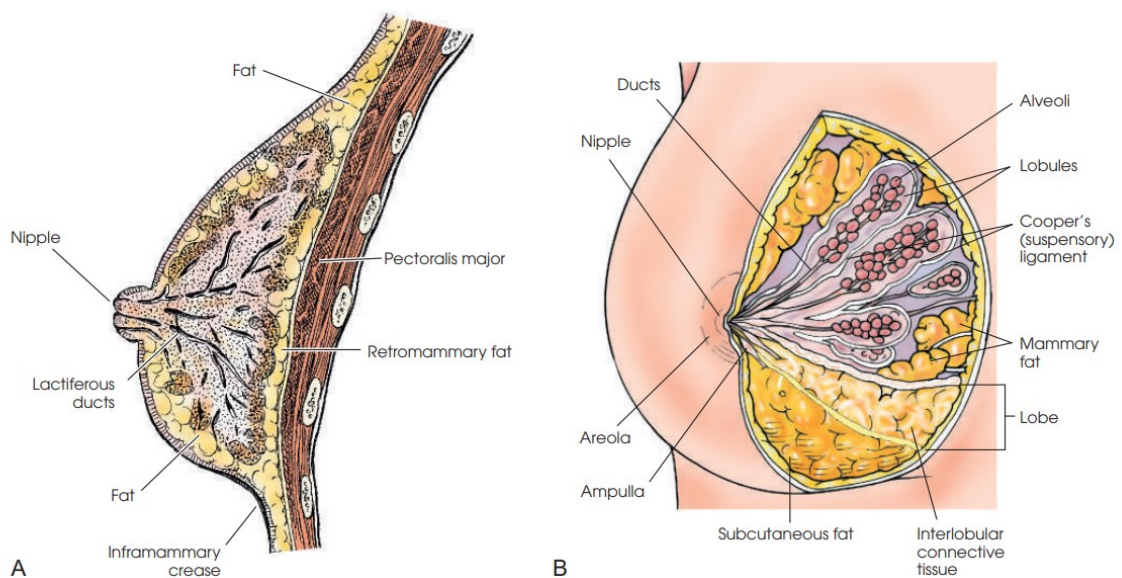 Fat
Nipple
Pectoralis major
Retromammary fat
Lactiferous
ducts
Fat
Inframammary
crease
A
Ducts
Nipple
Alveoli
Lobules
Cooper's
(suspensory)
ligament
Mammary
fat
Lobe
Areola
Ampulla
Subcutaneous fat
Interlobular
connective
tissue
B